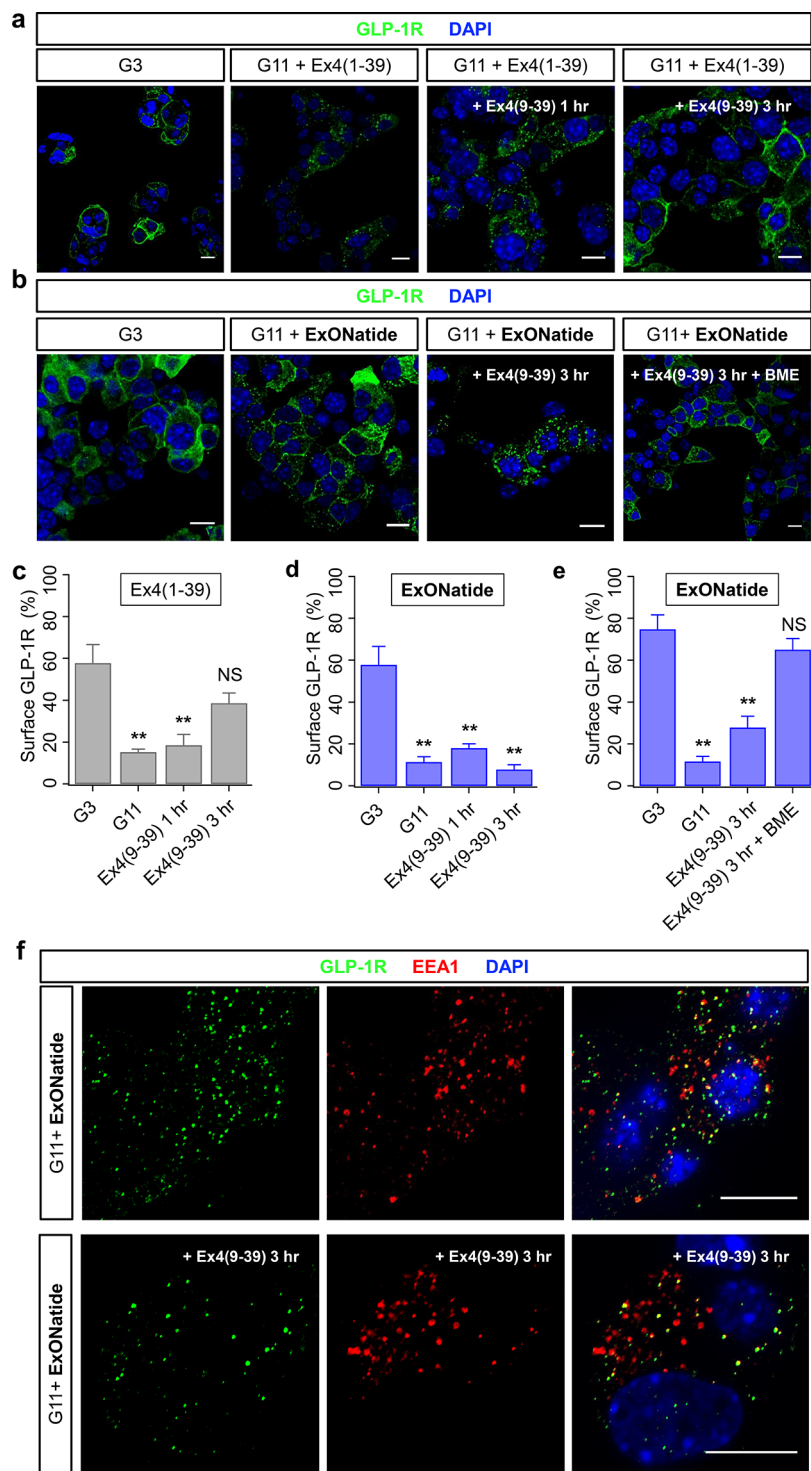 a
GLP-1R DAPI
G3
G11 + Ex4(1-39)
G11 + Ex4(1-39)
G11 + Ex4(1-39)
+ Ex4(9-39) 1 hr
+ Ex4(9-39) 3 hr
b
GLP-1R DAPI
G3
G11 + ExONatide
G11 + ExONatide
G11+ ExONatide
+ Ex4(9-39) 3 hr
+ Ex4(9-39) 3 hr + BME
c
Ex4(1-39)
Surface GLP-1R (%)
100
80
60
40
20
0
**
**
NS
G3
G11
Ex4(9-39) 1 hr
Ex4(9-39) 3 hr
d
ExONatide
Surface GLP-1R (%)
100
80
60
40
20
0
**
**
**
G3
G11
Ex4(9-39) 1 hr
Ex4(9-39) 3 hr
e
ExONatide
Surface GLP-1R (%)
100
80
60
40
20
0
**
**
NS
G3
G11
Ex4(9-39) 3 hr
Ex4(9-39) 3 hr + BME
f
GLP-1R EEA1 DAPI
G11+ ExONatide
G11+ ExONatide
+ Ex4(9-39) 3 hr
+ Ex4(9-39) 3 hr
+ Ex4(9-39) 3 hr